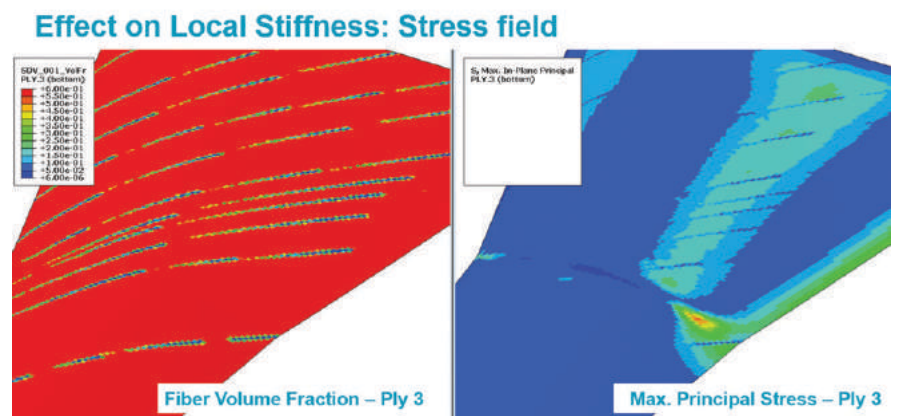 Effect on Local Stiffness: Stress field
SDV_001_VolFr
PLY.3 (bottom)
+6.00e-01
+5.50e-01
+5.00e-01
+4.50e-01
+4.00e-01
+3.50e-01
+3.00e-01
+2.50e-01
+2.00e-01
+1.50e-01
+1.00e-01
+5.00e-02
+6.00e-06
S, Max. In-Plane Principal
PLY.3 (bottom)
Fiber Volume Fraction – Ply 3
Max. Principal Stress – Ply 3